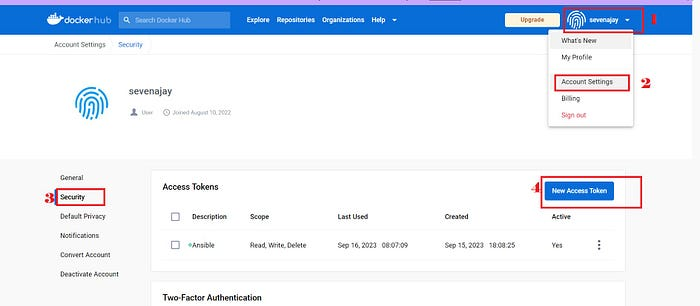 dockerhub
Search Docker Hub
Explore Repositories Organizations Help
Upgrade
sevenajay
1
Account Settings Security
What's New
My Profile
Account Settings
2
Billing
Sign out
sevenajay
User Joined August 10, 2022
General
3 Security
Default Privacy
Notifications
Convert Account
Deactivate Account
Access Tokens
4 New Access Token
Description Scope Last Used Created Active
Ansible Read, Write, Delete Sep 16, 2023 08:07:09 Sep 15, 2023 18:08:25 Yes
Two-Factor Authentication